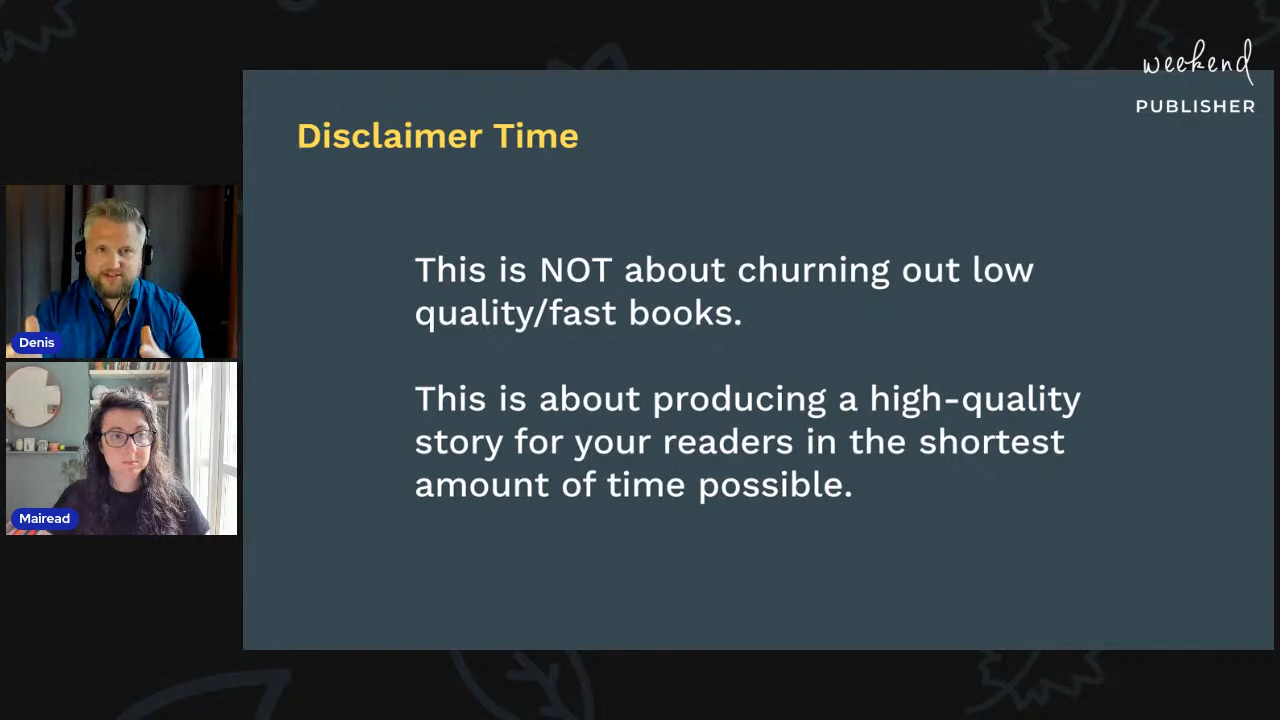 weekend
PUBLISHER
Disclaimer Time
This is NOT about churning out low
quality/fast books.
This is about producing a high-quality
story for your readers in the shortest
amount of time possible.
Denis
Mairead